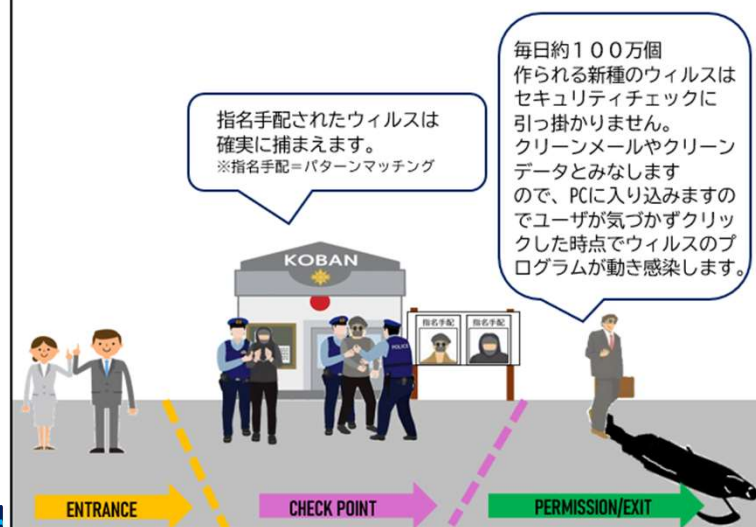 毎日約１００万個
作られる新種のウィルスは
セキュリティチェックに
引っ掛かりません。
クリーンメールやクリーン
データとみなします
ので、PCに入り込みますの
でユーザが気づかずクリッ
クした時点でウィルスのプ
ログラムが動き感染します。
指名手配されたウィルスは
確実に捕まえます。
※指名手配＝パターンマッチング
KOBAN
指名手配 指名手配
POLICE
ENTRANCE CHECK POINT PERMISSION/EXIT